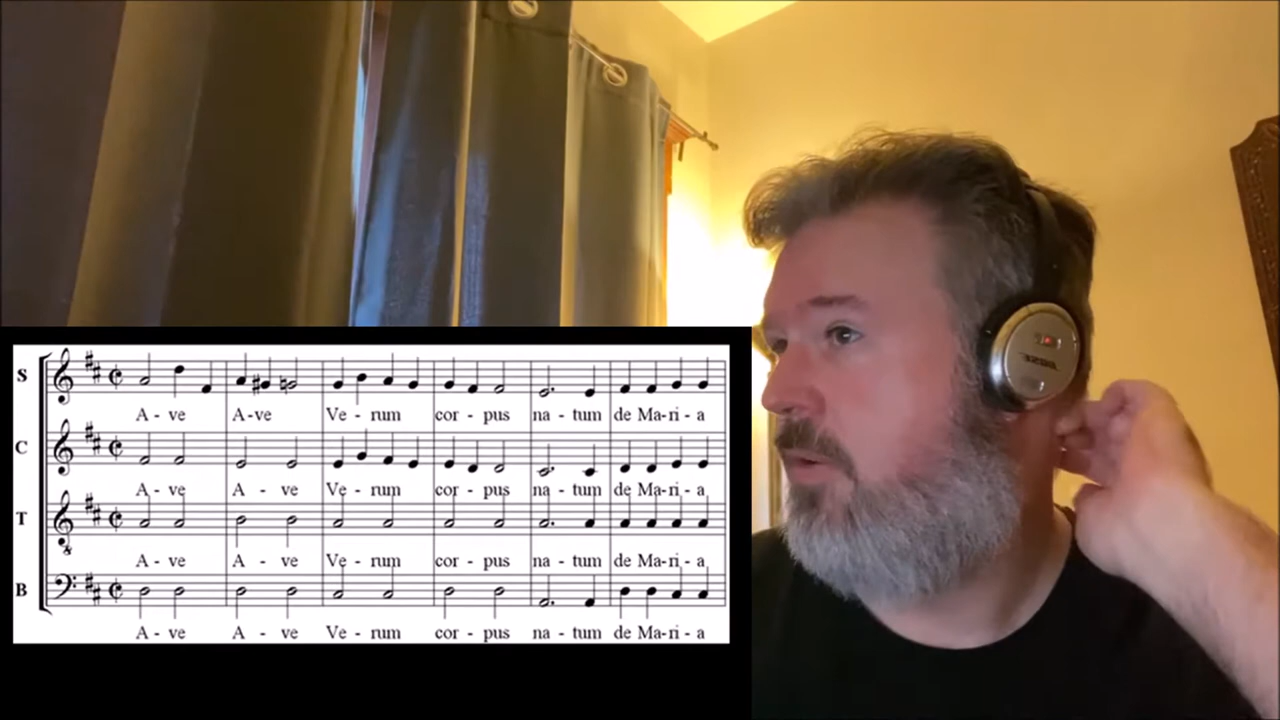 S
A - ve A-ve Ve - rum cor - pus na - tum de Ma-ri - a
C
A - ve A - ve Ve - rum cor - pus na - tum de Ma-ri - a
T
A - ve A - ve Ve - rum cor - pus na - tum de Ma-ri - a
8
B
A - ve A - ve Ve - rum cor - pus na - tum de Ma-ri - a